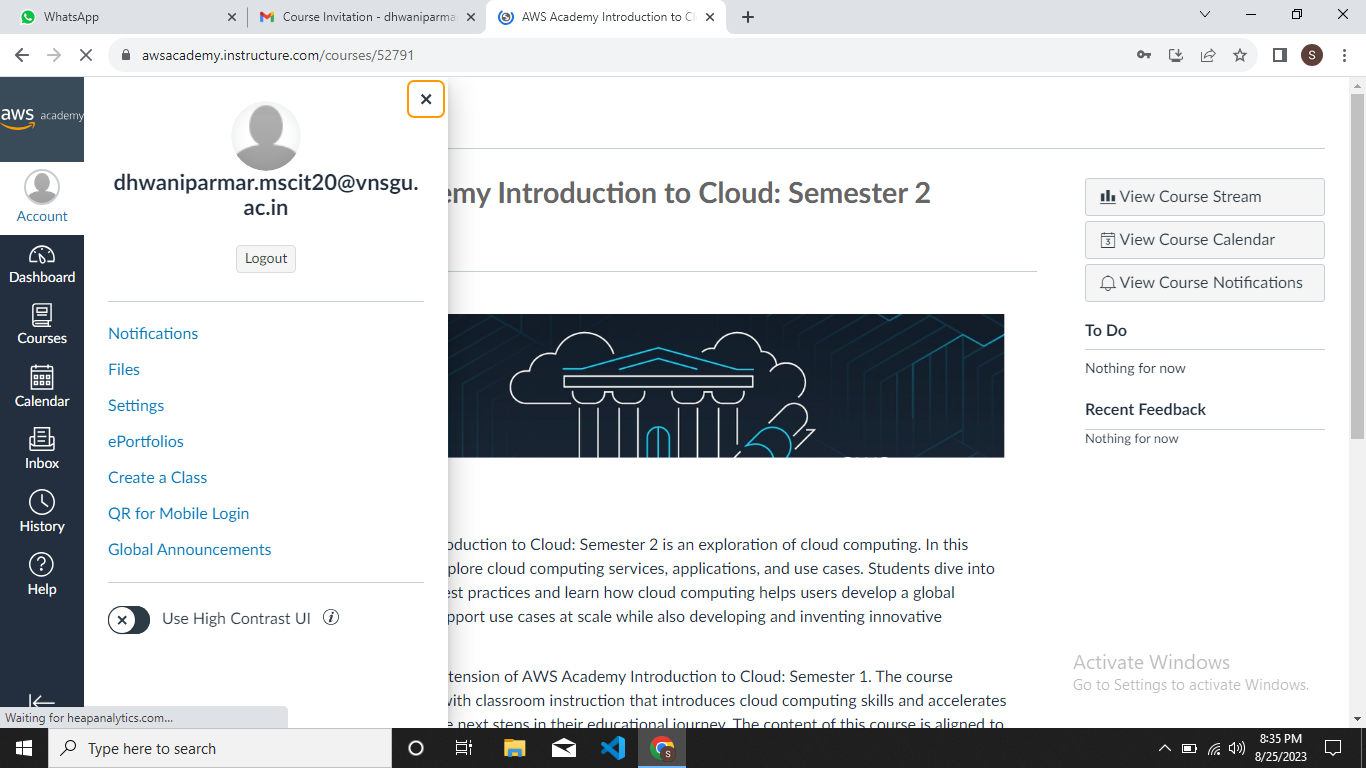 WhatsApp
Course Invitation - dhwaniparmar
AWS Academy Introduction to Cl
awsacademy.instructure.com/courses/52791
S
aws academy
Account
Dashboard
Courses
Calendar
Inbox
History
Help
dhwaniparmar.mscit20@vnsgu.
ac.in
Logout
Notifications
Files
Settings
ePortfolios
Create a Class
QR for Mobile Login
Global Announcements
Use High Contrast UI
emy Introduction to Cloud: Semester 2
oduction to Cloud: Semester 2 is an exploration of cloud computing. In this
plore cloud computing services, applications, and use cases. Students dive into
est practices and learn how cloud computing helps users develop a global
pport use cases at scale while also developing and inventing innovative
tension of AWS Academy Introduction to Cloud: Semester 1. The course
with classroom instruction that introduces cloud computing skills and accelerates
next steps in their educational journey. The content of this course is aligned to
View Course Stream
3 View Course Calendar
View Course Notifications
To Do
Nothing for now
Recent Feedback
Nothing for now
Activate Windows
Go to Settings to activate Windows.
Waiting for heapanalytics.com...
Type here to search
S
8:35 PM
8/25/2023